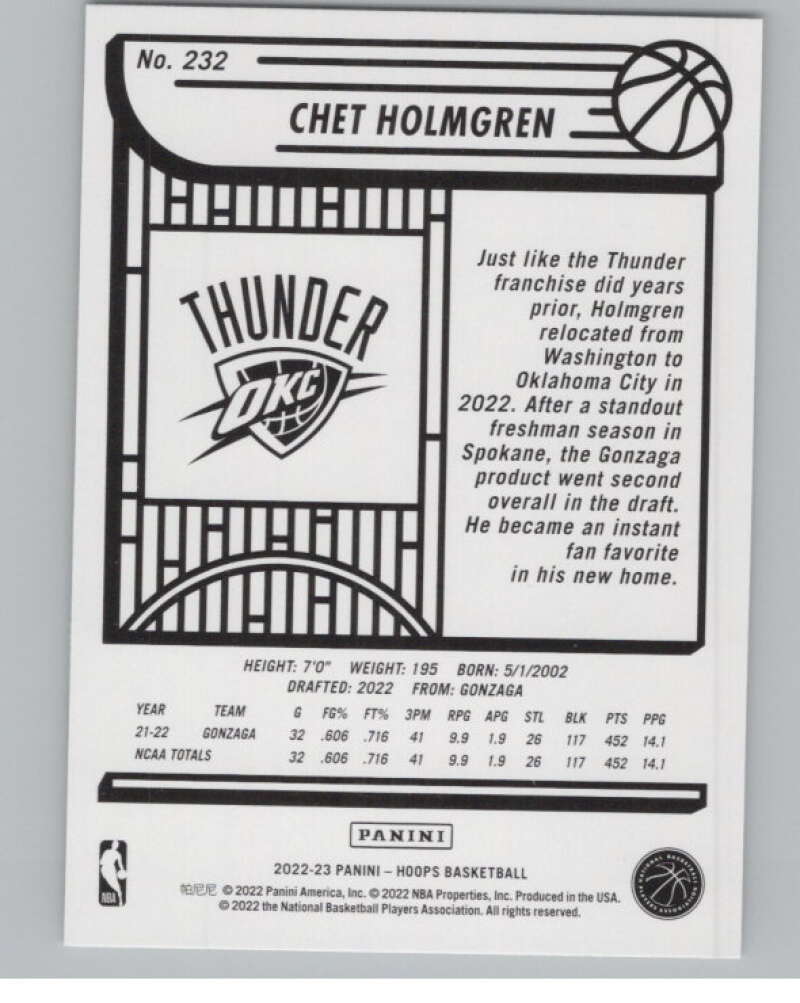 No. 232
CHET HOLMGREN
THUNDER
OKC
Just like the Thunder
franchise did years
prior, Holmgren
relocated from
Washington to
Oklahoma City in
2022. After a standout
freshman season in
Spokane, the Gonzaga
product went second
overall in the draft.
He became an instant
fan favorite
in his new home.
HEIGHT: 7'0" WEIGHT: 195 BORN: 5/1/2002
DRAFTED: 2022 FROM: GONZAGA
YEAR TEAM G FG% FT% 3PM RPG APG STL BLK PTS PPG
21-22 GONZAGA 32 .606 .716 41 9.9 1.9 26 117 452 14.1
NCAA TOTALS 32 .606 .716 41 9.9 1.9 26 117 452 14.1
PANINI
2022-23 PANINI – HOOPS BASKETBALL
帕尼尼 © 2022 Panini America, Inc. © 2022 NBA Properties, Inc. Produced in the USA.
© 2022 the National Basketball Players Association. All rights reserved.
NBA
NATIONAL BASKETBALL PLAYERS ASSOCIATION